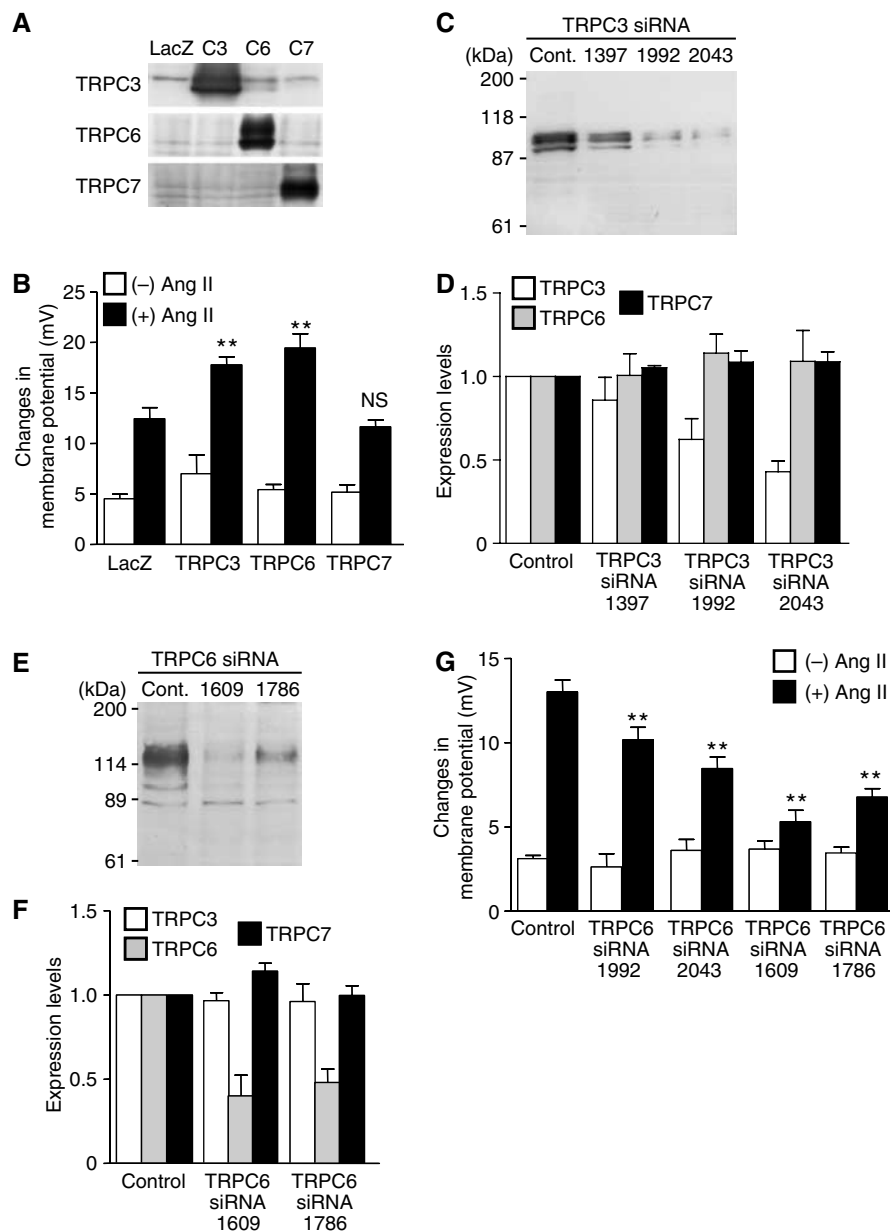 A
LacZ C3 C6 C7
TRPC3
TRPC6
TRPC7
B
(–) Ang II
(+) Ang II
Changes in
membrane potential (mV)
25
20
15
10
5
0
**
**
NS
LacZ TRPC3 TRPC6 TRPC7
C
TRPC3 siRNA
(kDa) Cont. 1397 1992 2043
200
118
87
61
D
TRPC3
TRPC6
TRPC7
Expression levels
1.5
1.0
0.5
0
Control TRPC3 TRPC3 TRPC3
siRNA siRNA siRNA
1397 1992 2043
E
TRPC6 siRNA
(kDa) Cont. 1609 1786
200
114
89
61
F
TRPC3
TRPC6
TRPC7
Expression levels
1.5
1.0
0.5
0
Control TRPC6 TRPC6
siRNA siRNA
1609 1786
G
(–) Ang II
(+) Ang II
Changes in
membrane potential (mV)
15
10
5
0
**
**
**
**
Control TRPC6 TRPC6 TRPC6 TRPC6
siRNA siRNA siRNA siRNA
1992 2043 1609 1786